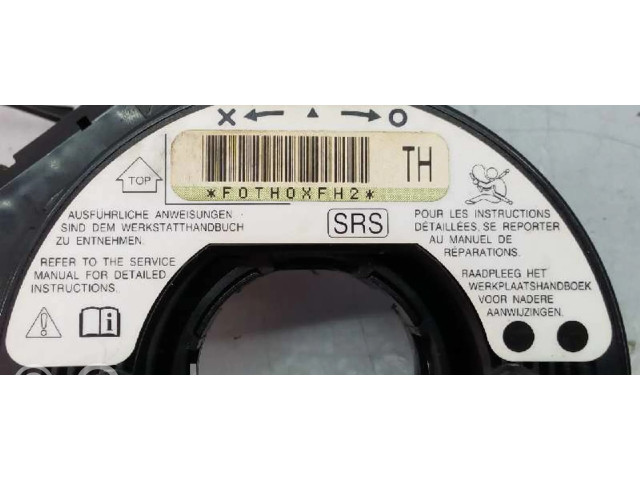 X ← ▲ → O
TOP
TH
*F0TH0XFH2*
SRS
AUSFÜHRLICHE ANWEISUNGEN
SIND DEM WERKSTATTHANDBUCH
ZU ENTNEHMEN.
REFER TO THE SERVICE
MANUAL FOR DETAILED
INSTRUCTIONS.
POUR LES INSTRUCTIONS
DÉTAILLÉES, SE REPORTER
AU MANUEL DE
RÉPARATIONS.
RAADPLEEG HET
WERKPLAATSHANDBOEK
VOOR NADERE
AANWIJZINGEN.